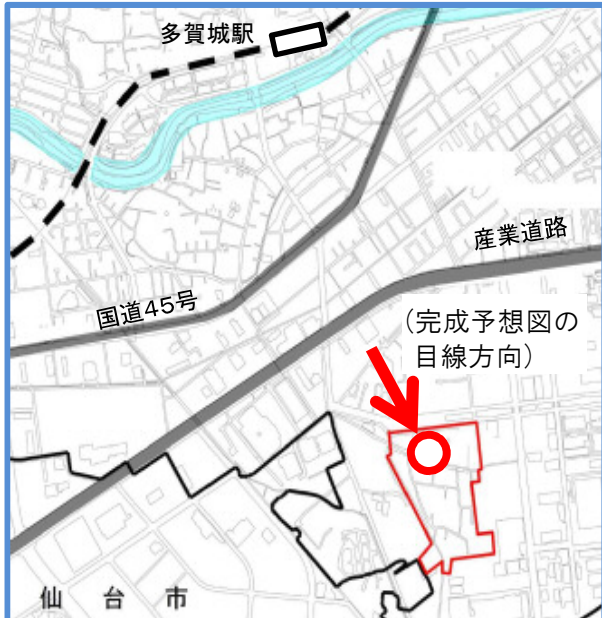 多賀城駅
産業道路
国道45号
(完成予想図の
目線方向)
仙台市